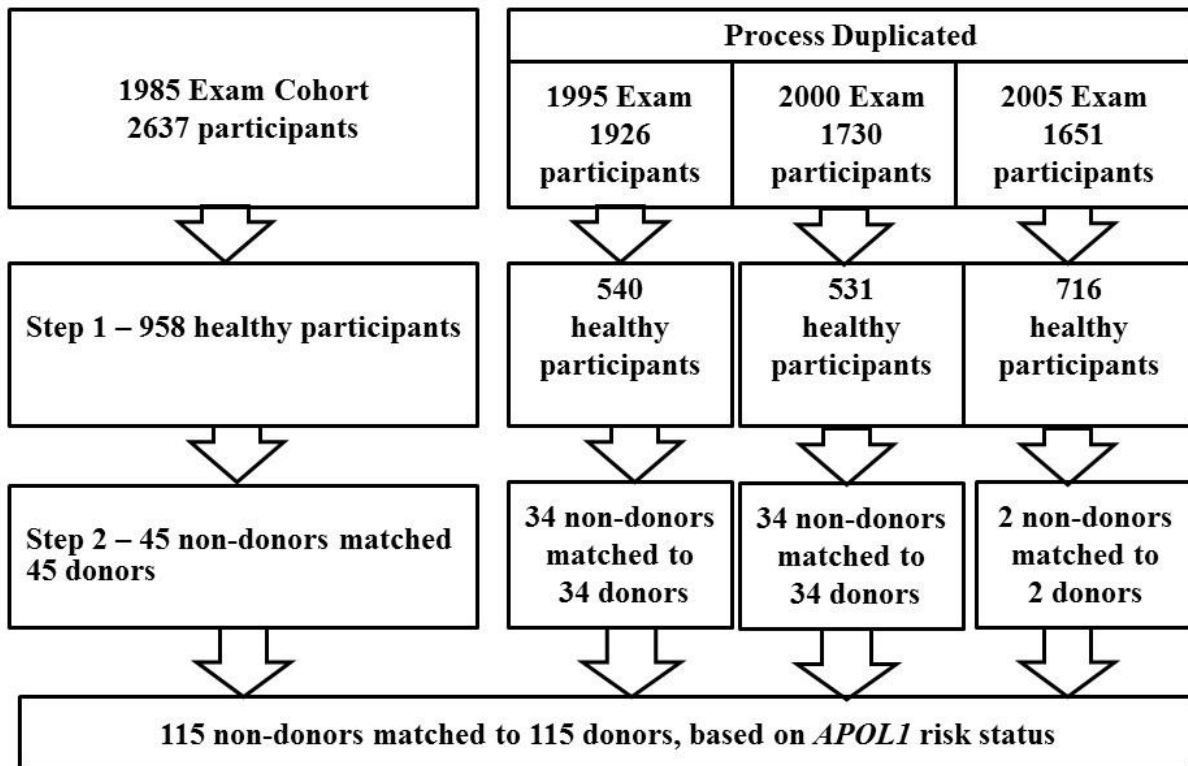 1985 Exam Cohort
2637 participants
Process Duplicated
1995 Exam
1926
participants
2000 Exam
1730
participants
2005 Exam
1651
participants
Step 1 – 958 healthy participants
540
healthy
participants
531
healthy
participants
716
healthy
participants
Step 2 – 45 non-donors matched
45 donors
34 non-donors
matched to
34 donors
34 non-donors
matched to
34 donors
2 non-donors
matched to
2 donors
115 non-donors matched to 115 donors, based on APOL1 risk status